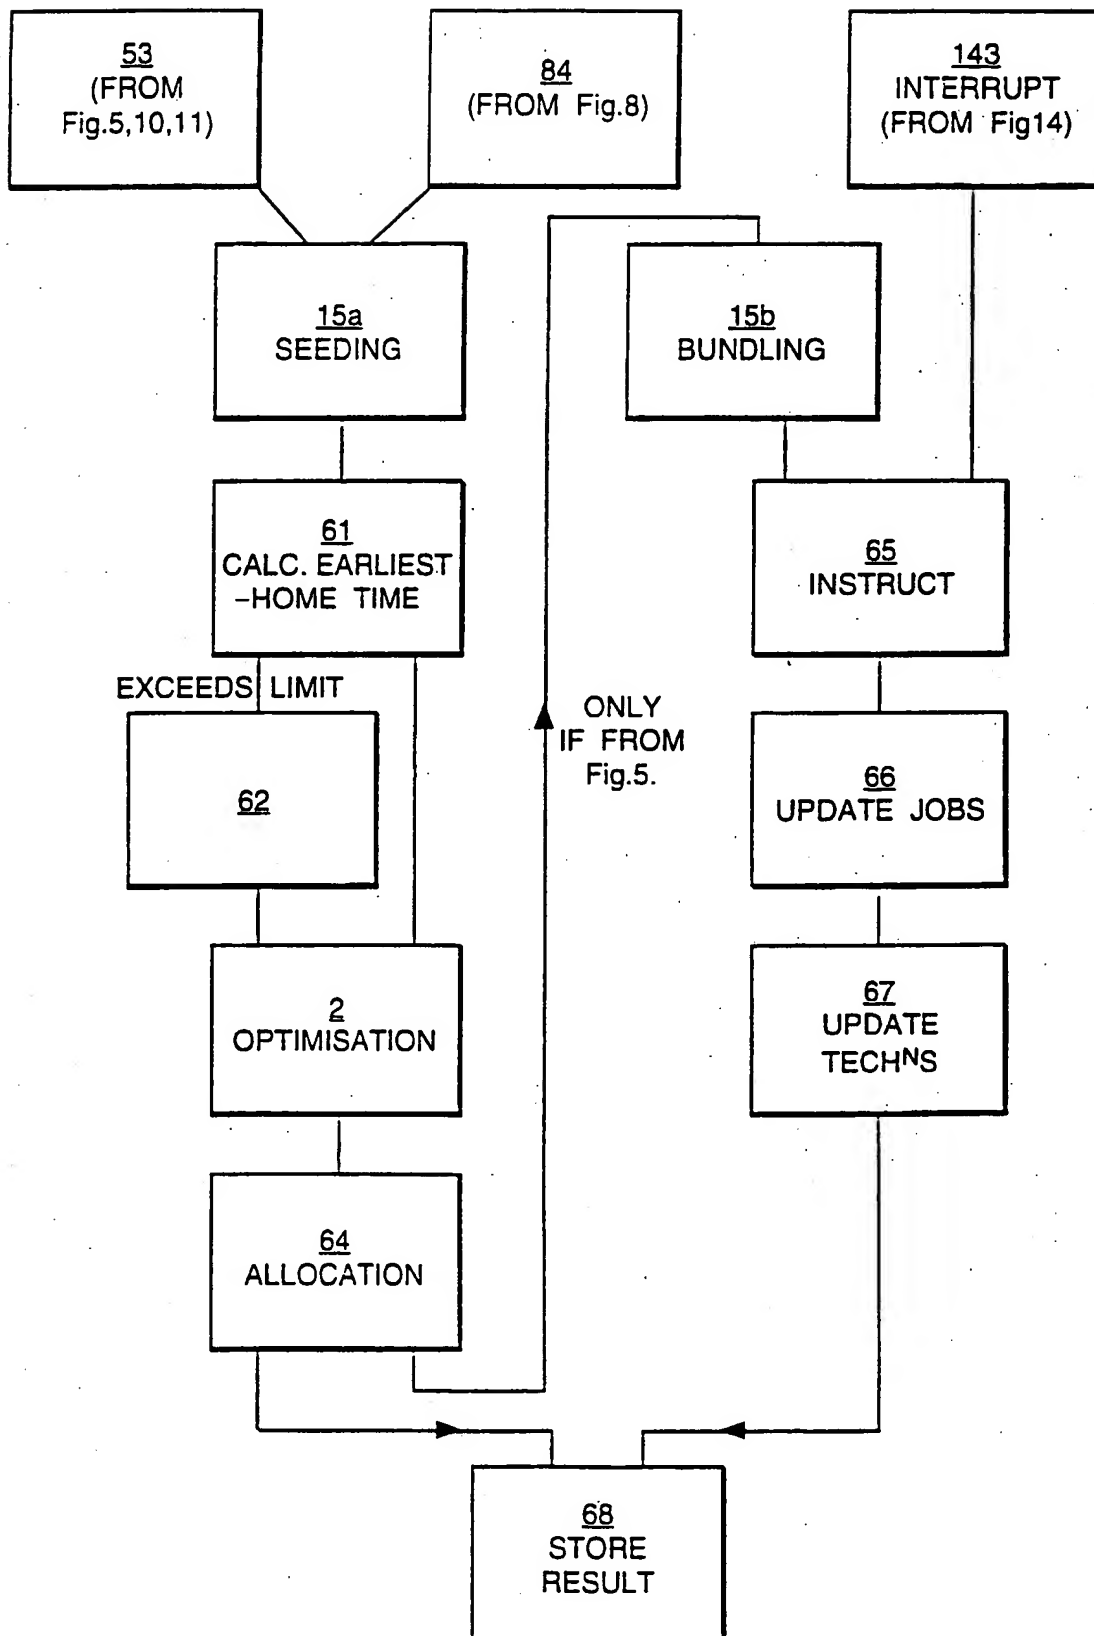 53
(FROM
Fig.5,10,11)
84
(FROM Fig.8)
143
INTERRUPT
(FROM Fig14)
15a
SEEDING
15b
BUNDLING
61
CALC. EARLIEST
-HOME TIME
65
INSTRUCT
EXCEEDS LIMIT
62
ONLY
IF FROM
Fig.5.
66
UPDATE JOBS
2
OPTIMISATION
67
UPDATE
TECHNS
64
ALLOCATION
68
STORE
RESULT